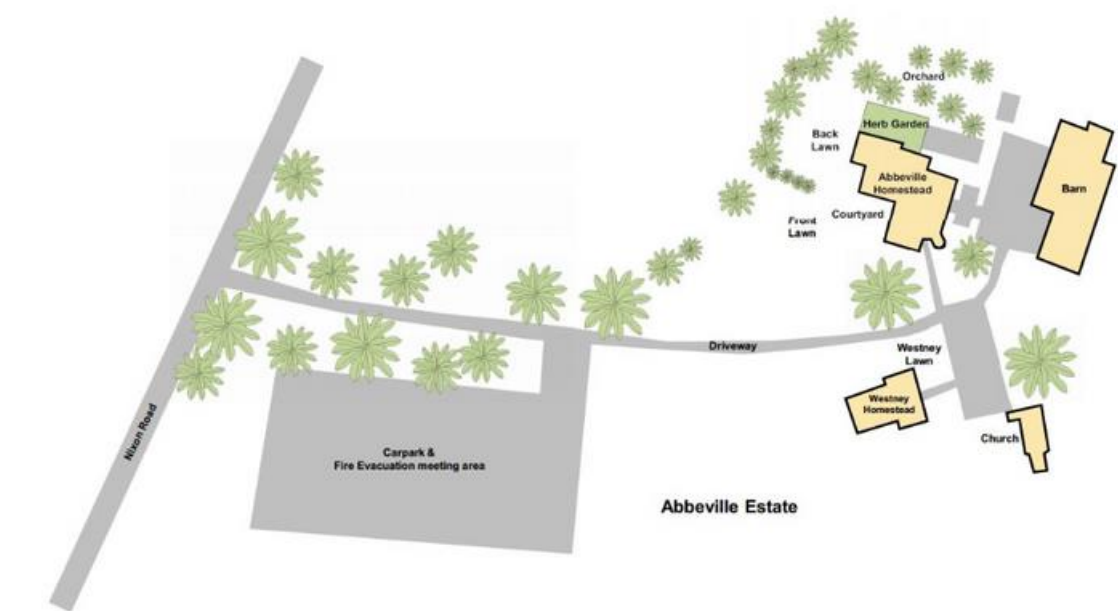 Orchard
Herb Garden
Back
Lawn
Abbeville
Homestead
Barn
Courtyard
Front
Lawn
Driveway
Westney
Lawn
Westney
Homestead
Church
Nixon Road
Carpark &
Fire Evacuation meeting area
Abbeville Estate